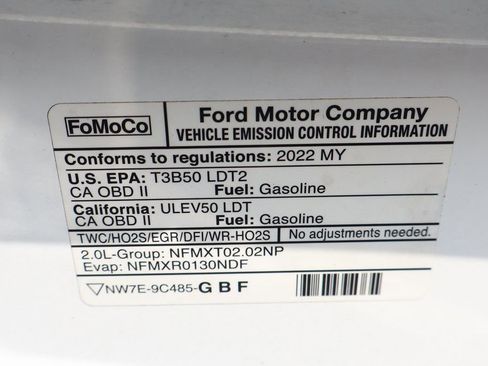 FoMoCo
Ford Motor Company
VEHICLE EMISSION CONTROL INFORMATION
Conforms to regulations: 2022 MY
U.S. EPA: T3B50 LDT2
CA OBD II Fuel: Gasoline
California: ULEV50 LDT
CA OBD II Fuel: Gasoline
TWC/HO2S/EGR/DFI/WR-HO2S No adjustments needed.
2.0L-Group: NFMXT02.02NP
Evap: NFMXR0130NDF
NW7E-9C485-GBF